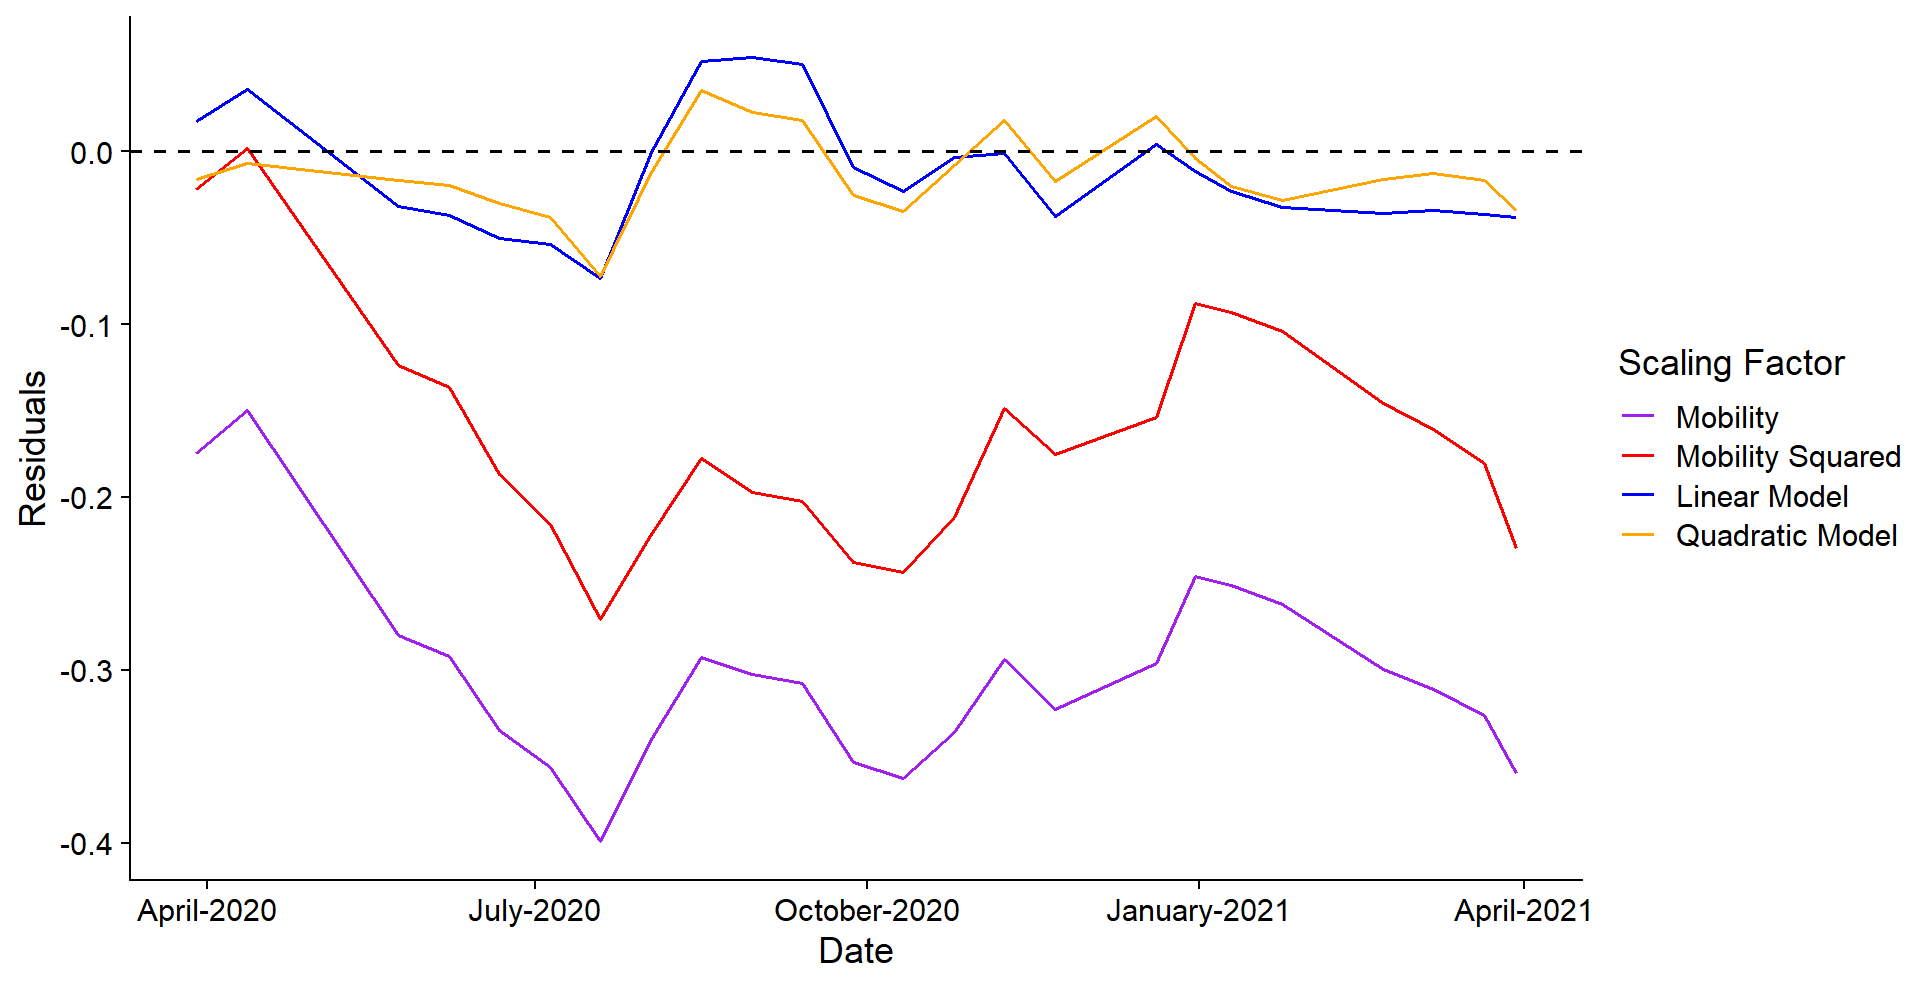 0.0
-0.1
-0.2
-0.3
-0.4
Residuals
April-2020
July-2020
October-2020
January-2021
April-2021
Date
Scaling Factor
Mobility
Mobility Squared
Linear Model
Quadratic Model